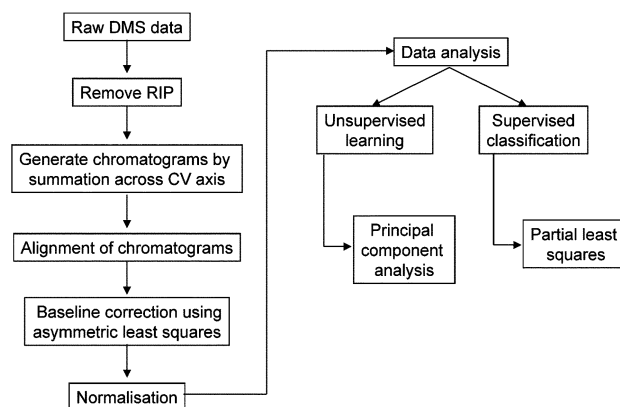 Raw DMS data
Remove RIP
Generate chromatograms by
summation across CV axis
Alignment of chromatograms
Baseline correction using
asymmetric least squares
Normalisation
Data analysis
Unsupervised
learning
Supervised
classification
Principal
component
analysis
Partial least
squares